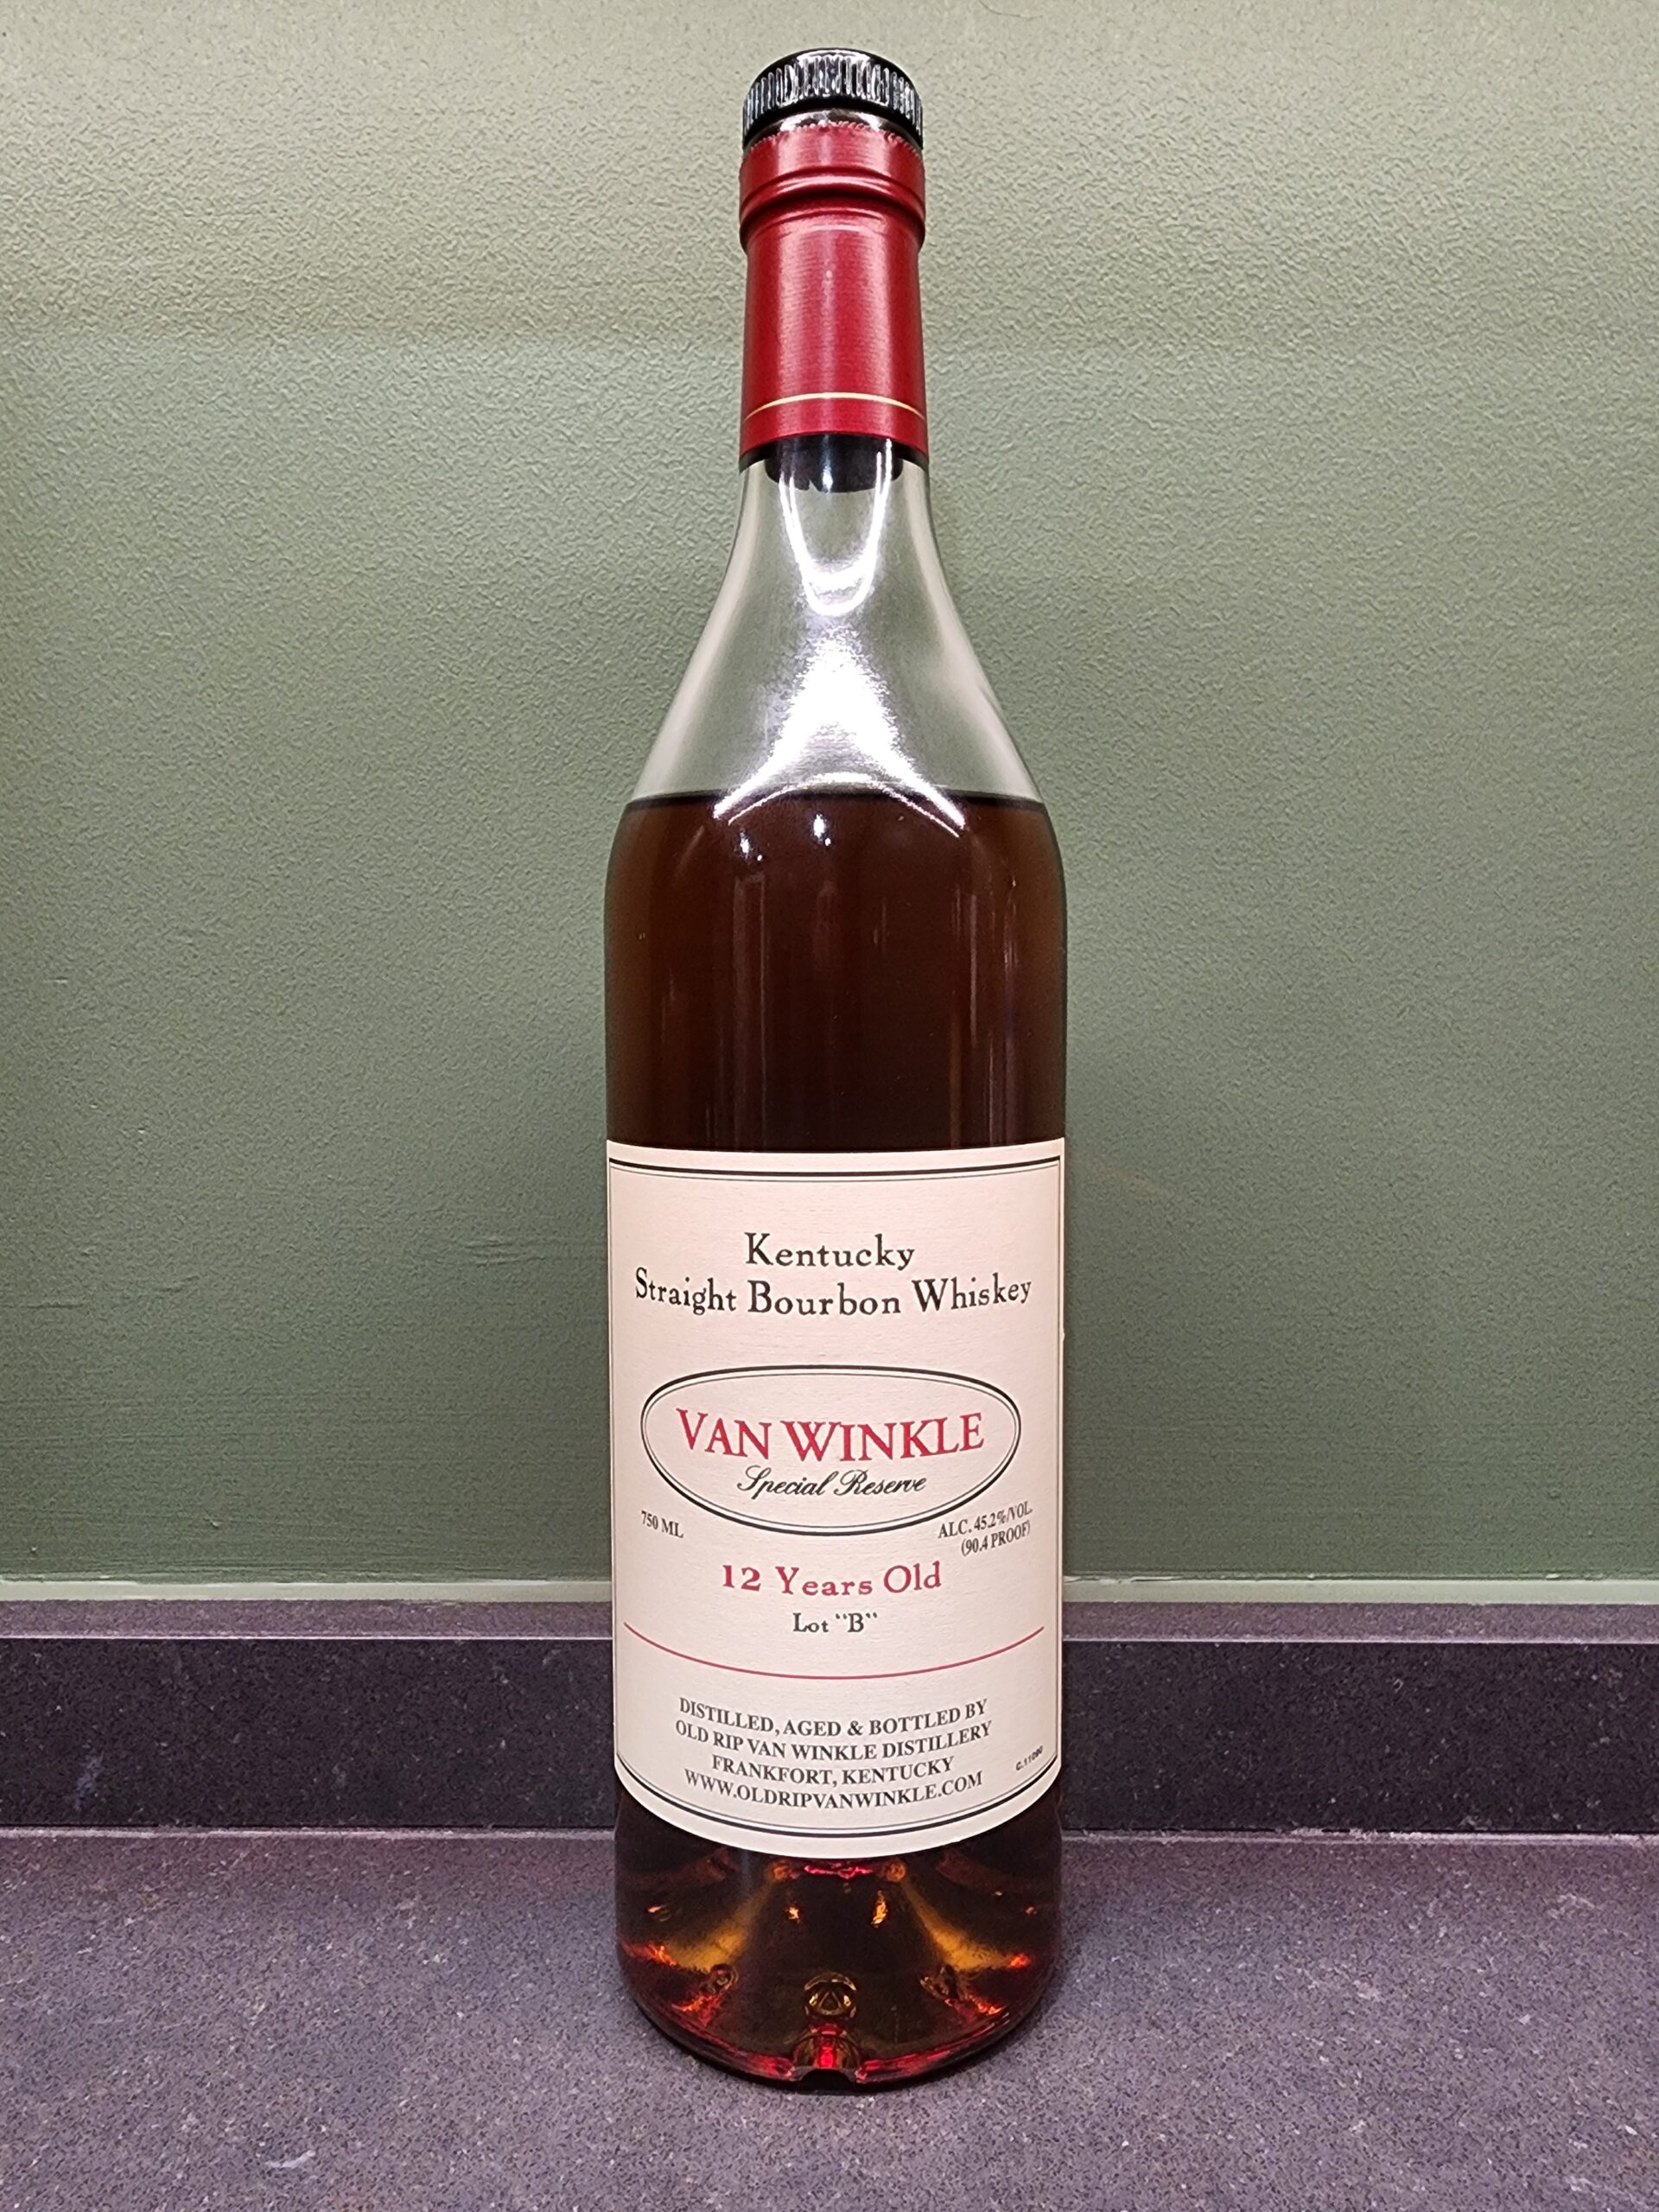 Kentucky
Straight Bourbon Whiskey
VAN WINKLE
Special Reserve
750 ML
ALC. 45.2%/VOL.
(90.4 PROOF)
12 Years Old
Lot "B"
DISTILLED, AGED & BOTTLED BY
OLD RIP VAN WINKLE DISTILLERY
FRANKFORT, KENTUCKY
WWW.OLDRIPVANWINKLE.COM